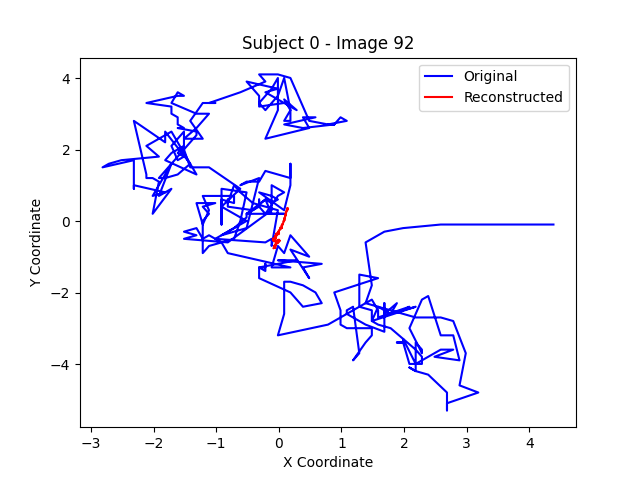 Subject 0 - Image 92
Original
Reconstructed
Y Coordinate
4
2
0
−2
−4
−3
−2
−1
0
1
2
3
4
X Coordinate